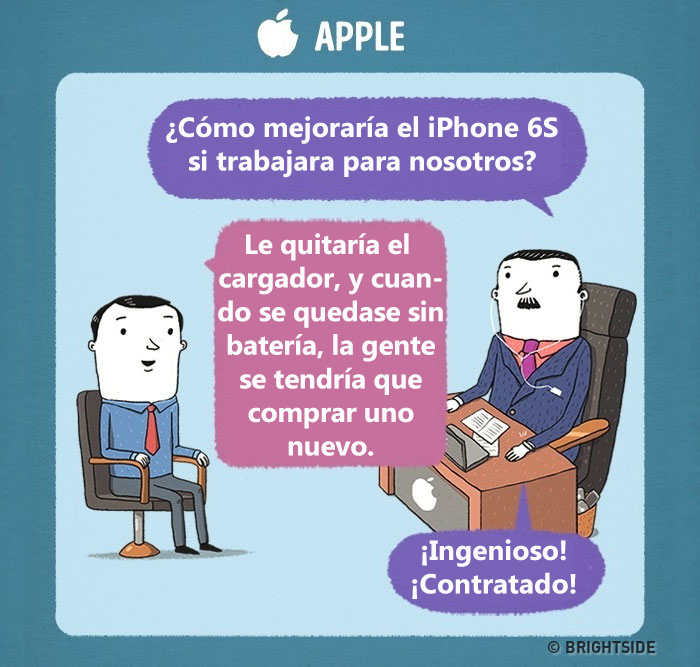 APPLE
¿Cómo mejoraría el iPhone 6S
si trabajara para nosotros?
Le quitaría el
cargador, y cuan-
do se quedase sin
batería, la gente
se tendría que
comprar uno
nuevo.
¡Ingenioso!
¡Contratado!
© BRIGHTSIDE